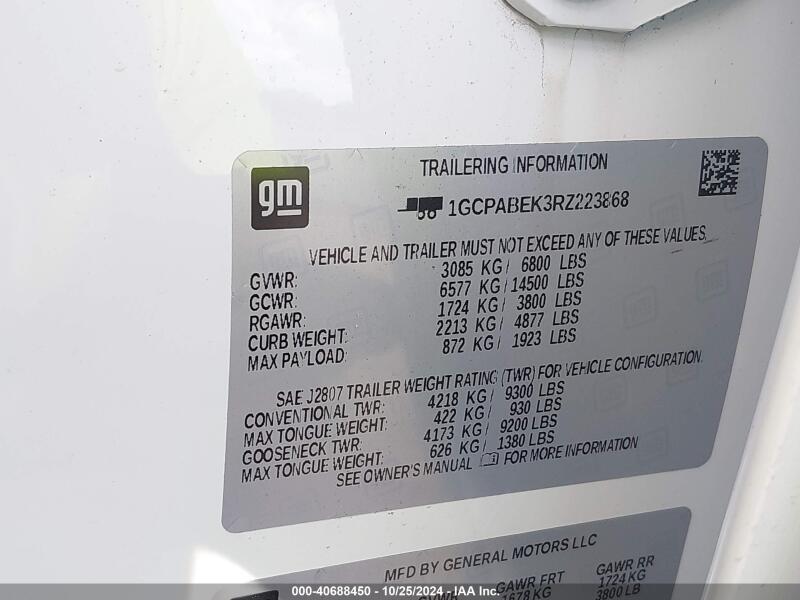 TRAILERING INFORMATION
gm
1GCPABEK3RZ223868
VEHICLE AND TRAILER MUST NOT EXCEED ANY OF THESE VALUES.
GVWR: 3085 KG / 6800 LBS
GCWR: 6577 KG / 14500 LBS
RGAWR: 1724 KG / 3800 LBS
CURB WEIGHT: 2213 KG / 4877 LBS
MAX PAYLOAD: 872 KG / 1923 LBS
SAE J2807 TRAILER WEIGHT RATING (TWR) FOR VEHICLE CONFIGURATION.
CONVENTIONAL TWR: 4218 KG / 9300 LBS
MAX TONGUE WEIGHT: 422 KG / 930 LBS
GOOSENECK TWR: 4173 KG / 9200 LBS
MAX TONGUE WEIGHT: 626 KG / 1380 LBS
SEE OWNER'S MANUAL FOR MORE INFORMATION
MFD BY GENERAL MOTORS LLC
GVWR GAWR FRT GAWR RR
1678 KG 1724 KG
3800 LB
000-40688450 - 10/25/2024 - IAA Inc.